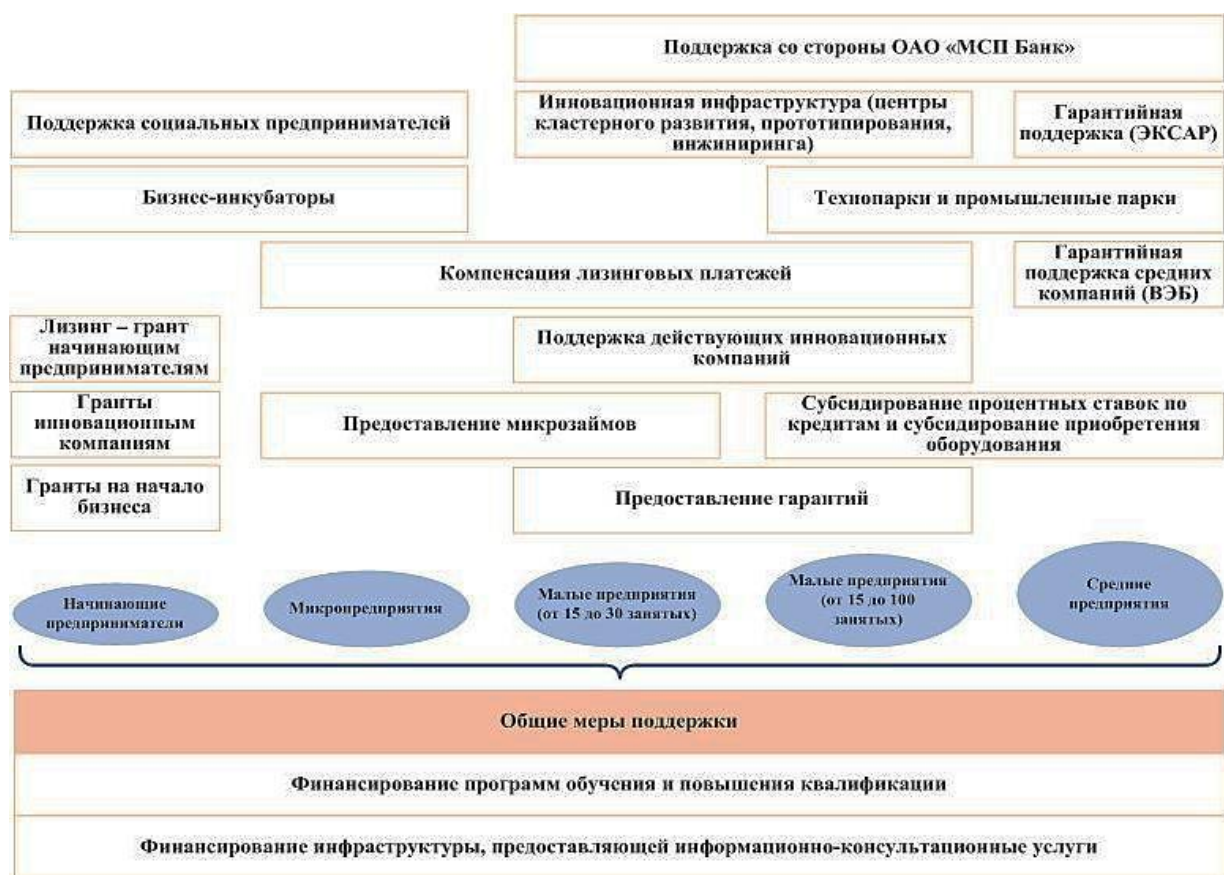 Поддержка со стороны ОАО «МСП Банк»
Поддержка социальных предпринимателей
Инновационная инфраструктура (центры
кластерного развития, прототипирования,
инжиниринга)
Гарантийная
поддержка (ЭКСАР)
Бизнес-инкубаторы
Технопарки и промышленные парки
Компенсация лизинговых платежей
Гарантийная
поддержка средних
компаний (ВЭБ)
Лизинг – грант
начинающим
предпринимателям
Поддержка действующих инновационных
компаний
Гранты
инновационным
компаниям
Предоставление микрозаймов
Субсидирование процентных ставок по
кредитам и субсидирование приобретения
оборудования
Гранты на начало
бизнеса
Предоставление гарантий
Начинающие
предприниматели
Микропредприятия
Малые предприятия
(от 15 до 30 занятых)
Малые предприятия
(от 15 до 100
занятых)
Средние
предприятия
Общие меры поддержки
Финансирование программ обучения и повышения квалификации
Финансирование инфраструктуры, предоставляющей информационно-консультационные услуги